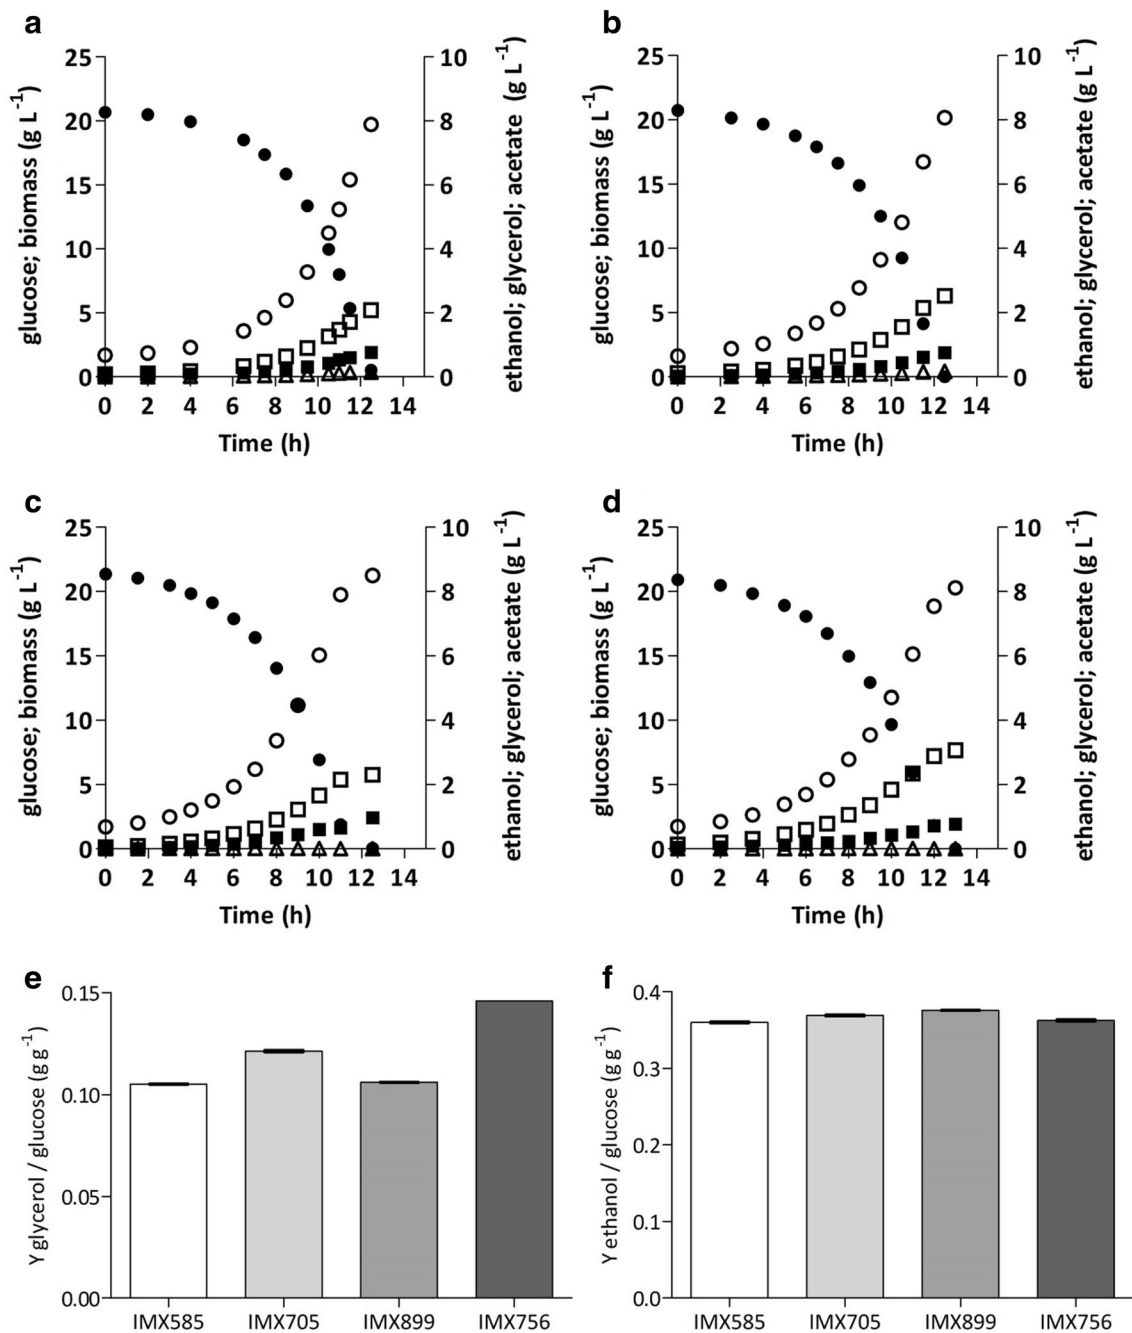 a
glucose; biomass (g L⁻¹)
25
20
15
10
5
0
10
8
6
4
2
0
ethanol; glycerol; acetate (g L⁻¹)
0 2 4 6 8 10 12 14
Time (h)
b
glucose; biomass (g L⁻¹)
25
20
15
10
5
0
10
8
6
4
2
0
ethanol; glycerol; acetate (g L⁻¹)
0 2 4 6 8 10 12 14
Time (h)
c
glucose; biomass (g L⁻¹)
25
20
15
10
5
0
10
8
6
4
2
0
ethanol; glycerol; acetate (g L⁻¹)
0 2 4 6 8 10 12 14
Time (h)
d
glucose; biomass (g L⁻¹)
25
20
15
10
5
0
10
8
6
4
2
0
ethanol; glycerol; acetate (g L⁻¹)
0 2 4 6 8 10 12 14
Time (h)
e
Y glycerol / glucose (g g⁻¹)
0.15
0.10
0.05
0.00
IMX585 IMX705 IMX899 IMX756
f
Y ethanol / glucose (g g⁻¹)
0.4
0.3
0.2
0.1
0.0
IMX585 IMX705 IMX899 IMX756